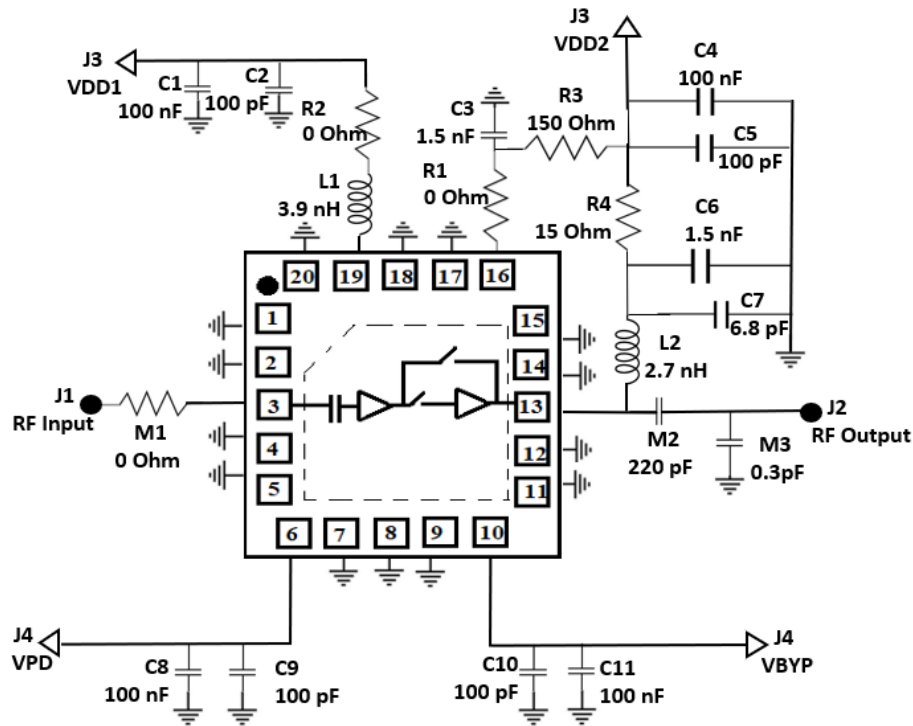 J3
VDD1
C1
100 nF
C2
100 pF
R2
0 Ohm
L1
3.9 nH
C3
1.5 nF
R1
0 Ohm
R3
150 Ohm
J3
VDD2
C4
100 nF
C5
100 pF
R4
15 Ohm
C6
1.5 nF
C7
6.8 pF
L2
2.7 nH
20
19
18
17
16
1
2
3
4
5
15
14
13
12
11
6
7
8
9
10
J1
RF Input
M1
0 Ohm
M2
220 pF
M3
0.3pF
J2
RF Output
J4
VPD
C8
100 nF
C9
100 pF
C10
100 pF
C11
100 nF
J4
VBYP